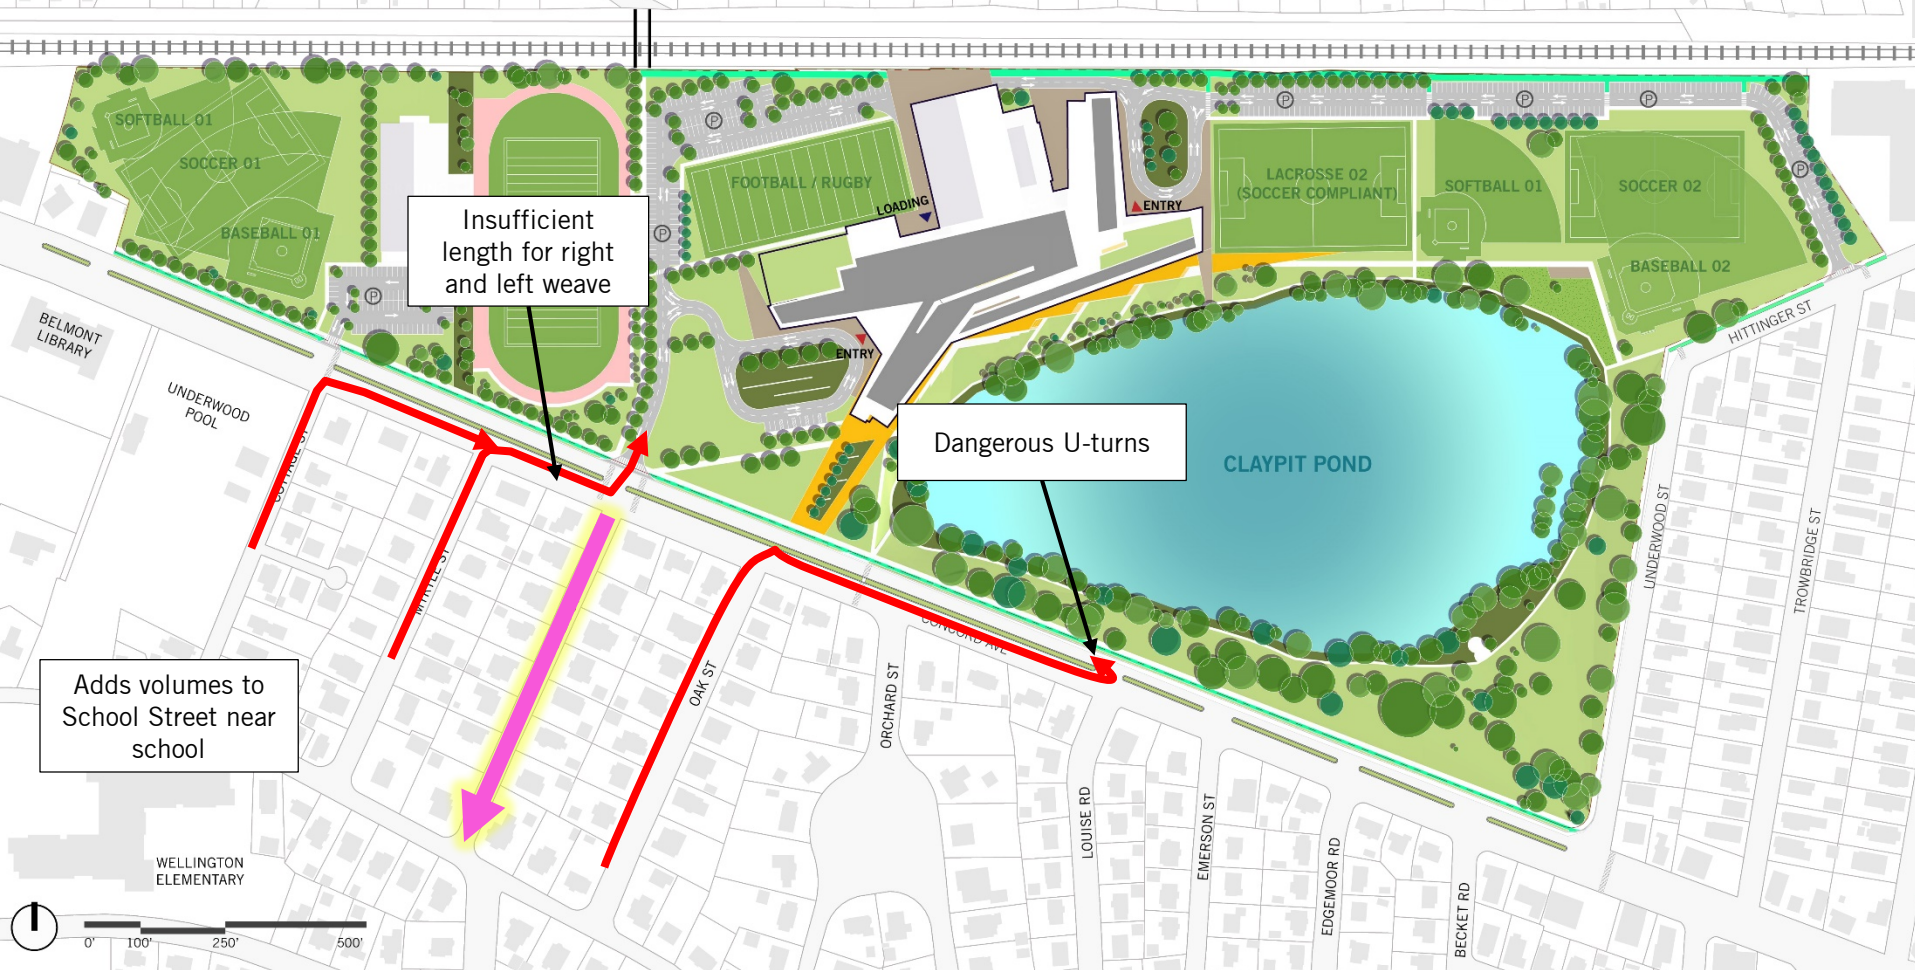 SOFTBALL 01
SOCCER 01
BASEBALL 01
P
P
P
FOOTBALL / RUGBY
LOADING
ENTRY
ENTRY
P
P
P
P
LACROSSE 02
(SOCCER COMPLIANT)
SOFTBALL 01
SOCCER 02
BASEBALL 02
Insufficient
length for right
and left weave
Dangerous U-turns
CLAYPIT POND
BELMONT
LIBRARY
UNDERWOOD
POOL
COTTAGE ST
MYRTLE ST
OAK ST
CONCORD AVE
ORCHARD ST
LOUISE RD
EMERSON ST
EDGEMOOR RD
BECKET RD
UNDERWOOD ST
TROWBRIDGE ST
HITTINGER ST
Adds volumes to
School Street near
school
WELLINGTON
ELEMENTARY
0' 100' 250' 500'